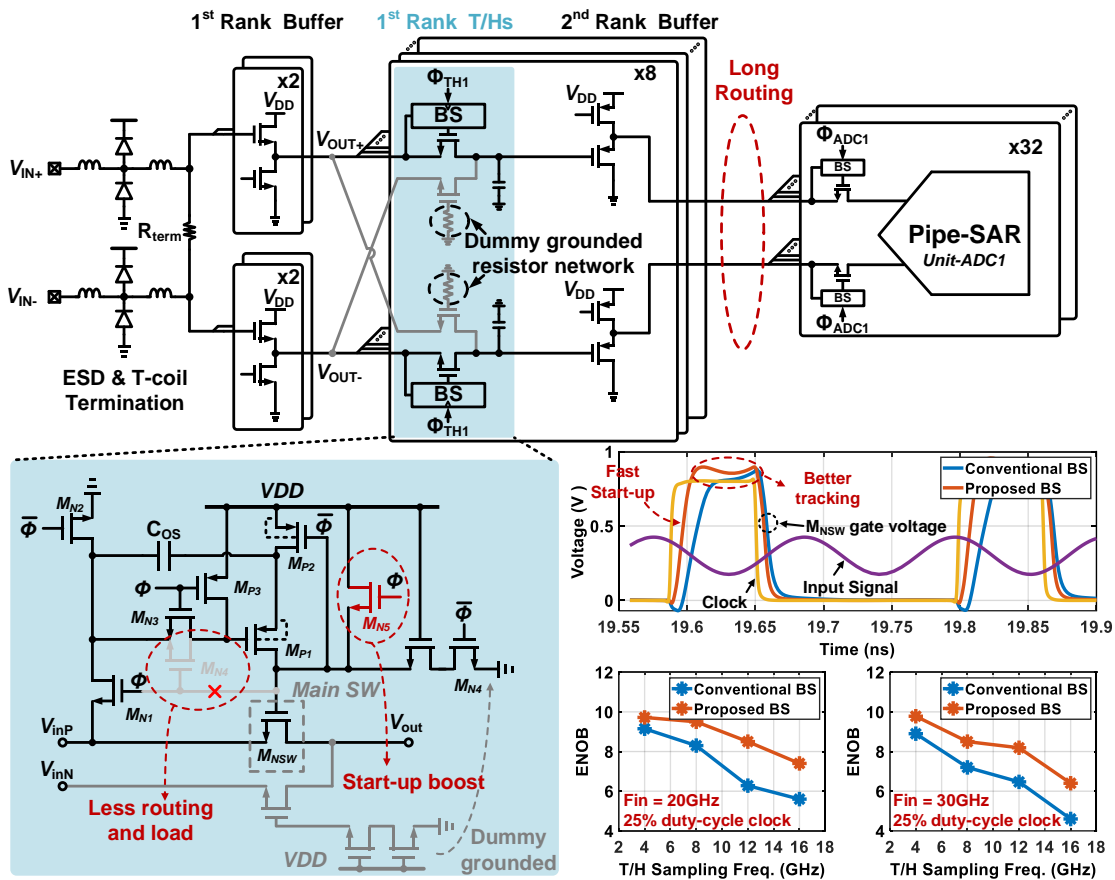 1st Rank Buffer
1st Rank T/Hs
2nd Rank Buffer
x2
VDD
ΦTH1
BS
x8
VDD
Long
Routing
VIN+
VOUT+
ΦADC1
BS
x32
Rterm
Dummy grounded
resistor network
Pipe-SAR
Unit-ADC1
VIN-
x2
VDD
VDD
BS
ΦADC1
VOUT-
ESD & T-coil
Termination
BS
ΦTH1
MN2
Φ
VDD
Φ
COS
MP2
Φ
MP3
Φ
MN5
MN3
Φ
MP1
MN4
MN4
Φ
MN1
Main SW
VinP
Vout
MNSW
VinN
Less routing
and load
Start-up boost
VDD
Dummy
grounded
Voltage (V)
1
0.5
0
Fast
Start-up
Better
tracking
Conventional BS
Proposed BS
MNSW gate voltage
Clock
Input Signal
19.55 19.6 19.65 19.7 19.75 19.8 19.85 19.9
Time (ns)
ENOB
12
10
8
6
4
Conventional BS
Proposed BS
Fin = 20GHz
25% duty-cycle clock
2 4 6 8 10 12 14 16 18
T/H Sampling Freq. (GHz)
ENOB
12
10
8
6
4
Conventional BS
Proposed BS
Fin = 30GHz
25% duty-cycle clock
2 4 6 8 10 12 14 16 18
T/H Sampling Freq. (GHz)